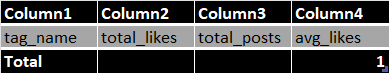 Column1 Column2 Column3 Column4
tag_name total_likes total_posts avg_likes
Total 1